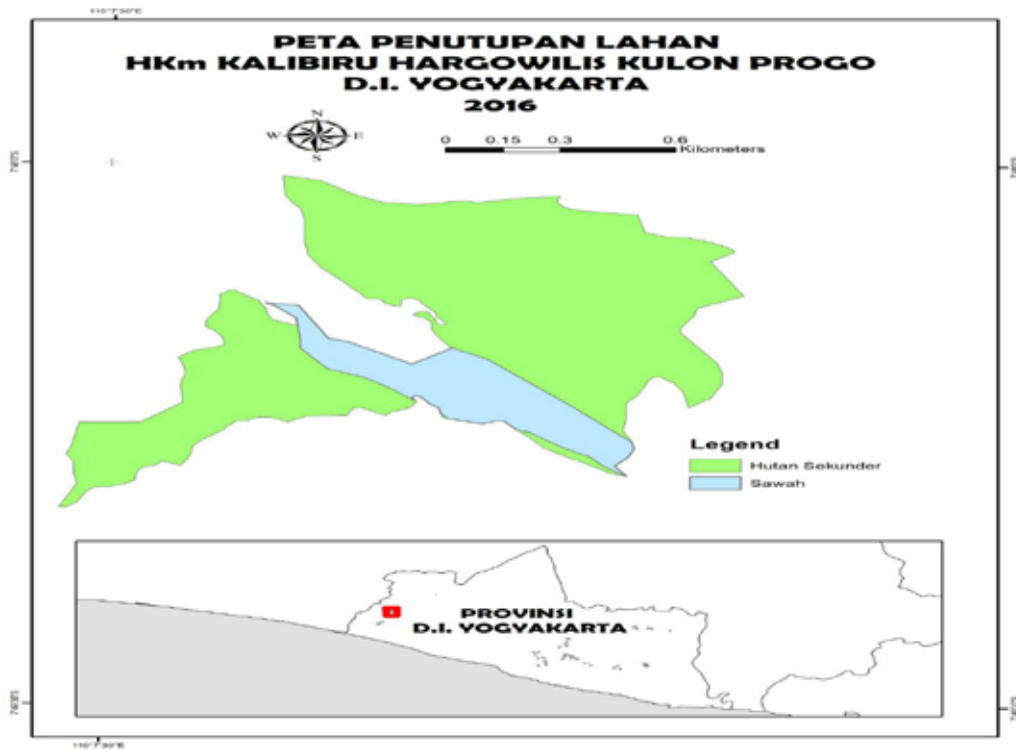 PETA PENUTUPAN LAHAN
HKm KALIBIRU HARGOWILIS KULON PROGO
D.I. YOGYAKARTA
2016
N
W E
S
0 0.15 0.3 0.6
Kilometers
Legend
Hutan Sekunder
Sawah
PROVINSI
D.I. YOGYAKARTA